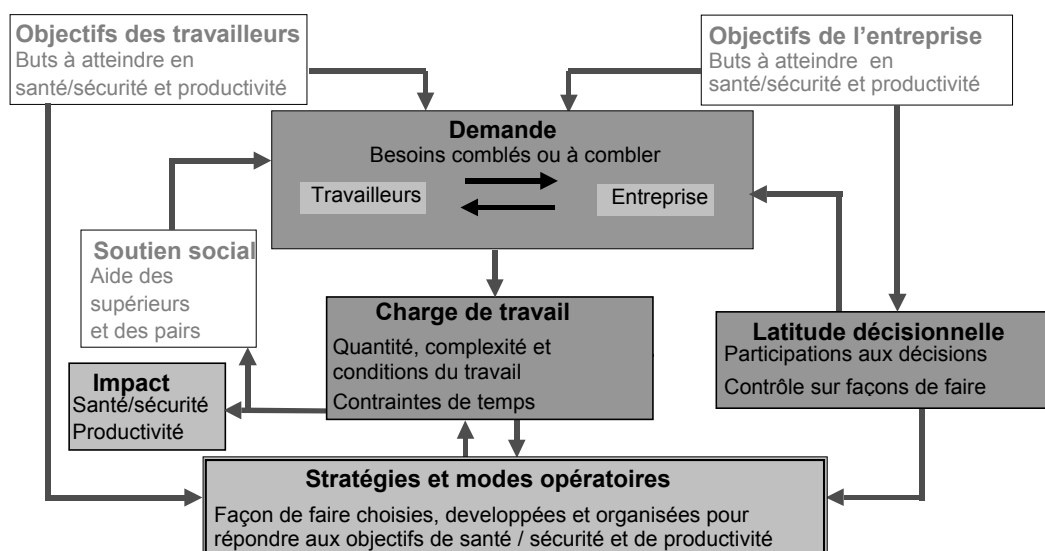 Objectifs des travailleurs
Buts à atteindre en
santé/sécurité et productivité
Objectifs de l'entreprise
Buts à atteindre en
santé/sécurité et productivité
Demande
Besoins comblés ou à combler
Travailleurs
Entreprise
Soutien social
Aide des
supérieurs
et des pairs
Charge de travail
Quantité, complexité et
conditions du travail
Contraintes de temps
Latitude décisionnelle
Participations aux décisions
Contrôle sur façons de faire
Impact
Santé/sécurité
Productivité
Stratégies et modes opératoires
Façon de faire choisies, developpées et organisées pour
répondre aux objectifs de santé / sécurité et de productivité